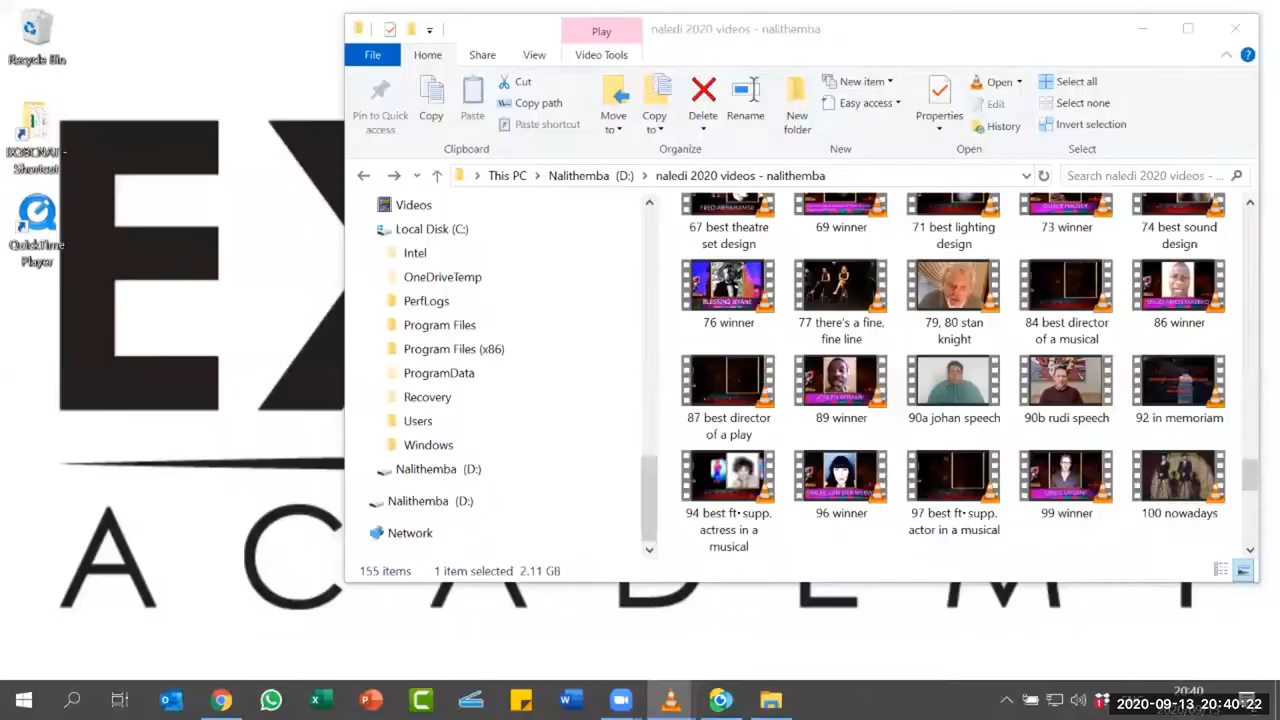 Recycle Bin
Shortcut
QuickTime
Player
E
ACADEMY
Play
naledi 2020 videos - nalithemba
File
Home
Share
View
Video Tools
Pin to Quick
access
Copy
Paste
Cut
Copy path
Paste shortcut
Clipboard
Move
to
Copy
to
Delete
Rename
Organize
New
folder
New item
Easy access
New
Properties
Open
Edit
History
Open
Select all
Select none
Invert selection
Select
This PC
Nalithemba (D:)
naledi 2020 videos - nalithemba
Search naledi 2020 videos - ...
Videos
Local Disk (C:)
Intel
OneDriveTemp
PerfLogs
Program Files
Program Files (x86)
ProgramData
Recovery
Users
Windows
Nalithemba (D:)
Nalithemba (D:)
Network
67 best theatre
set design
69 winner
71 best lighting
design
73 winner
74 best sound
design
76 winner
77 there's a fine,
fine line
79, 80 stan
knight
84 best director
of a musical
86 winner
87 best director
of a play
89 winner
90a johan speech
90b rudi speech
92 in memoriam
94 best ft•supp.
actress in a
musical
96 winner
97 best ft•supp.
actor in a musical
99 winner
100 nowadays
155 items
1 item selected 2.11 GB
20:40
2020-09-13 20:40:22